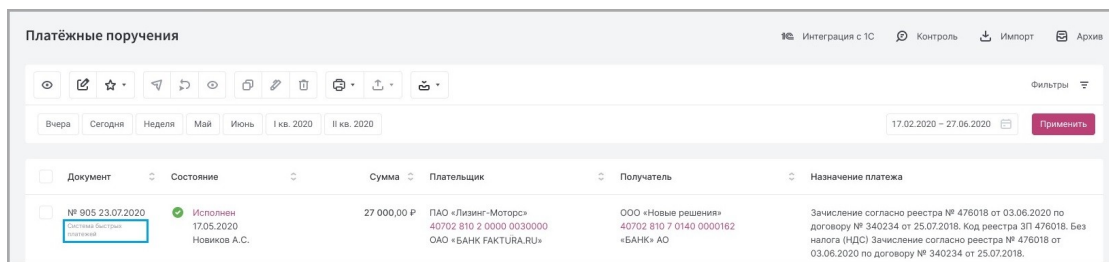 Платёжные поручения
1С Интеграция с 1С Контроль Импорт Архив
Фильтры
Вчера Сегодня Неделя Май Июнь I кв. 2020 II кв. 2020 17.02.2020 – 27.06.2020 Применить
Документ Состояние Сумма Плательщик Получатель Назначение платежа
№ 905 23.07.2020 Исполнен 27 000,00 ₽ ПАО «Лизинг-Моторс» ООО «Новые решения» Зачисление согласно реестра № 476018 от 03.06.2020 по
Система быстрых 17.05.2020 40702 810 2 0000 0030000 40702 810 7 0140 0000162 договору № 340234 от 25.07.2018. Код реестра ЗП 476018. Без
платежей Новиков А.С. ОАО «БАНК FAKTURA.RU» «БАНК» АО налога (НДС) Зачисление согласно реестра № 476018 от
03.06.2020 по договору № 340234 от 25.07.2018.